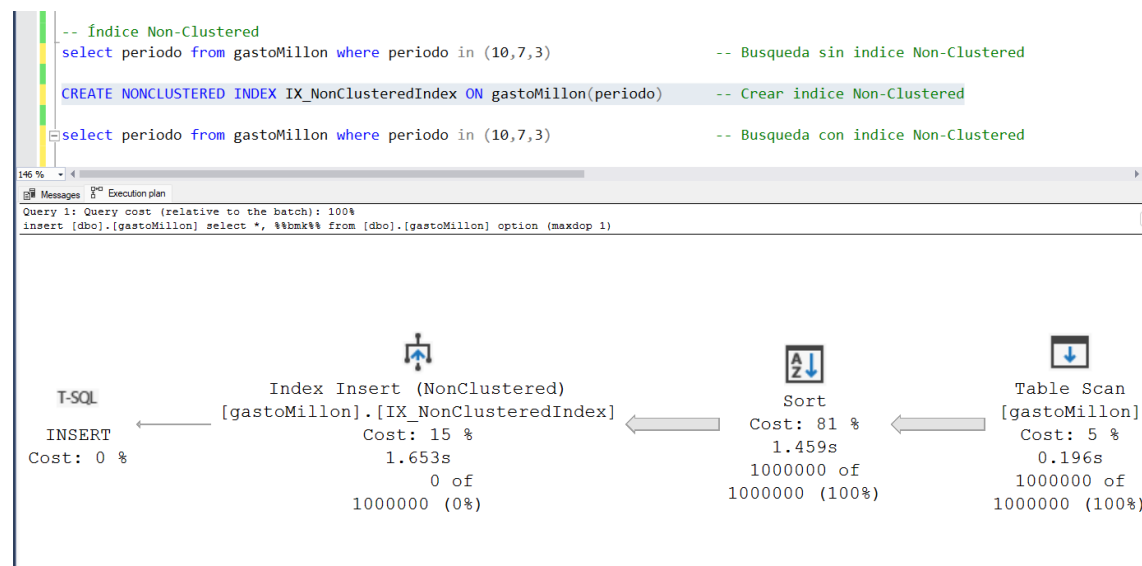 -- Índice Non-Clustered
select periodo from gastoMillon where periodo in (10,7,3) -- Busqueda sin indice Non-Clustered
CREATE NONCLUSTERED INDEX IX_NonClusteredIndex ON gastoMillon(periodo) -- Crear indice Non-Clustered
select periodo from gastoMillon where periodo in (10,7,3) -- Busqueda con indice Non-Clustered
146 %
Messages Execution plan
Query 1: Query cost (relative to the batch): 100%
insert [dbo].[gastoMillon] select *, %%bmk%% from [dbo].[gastoMillon] option (maxdop 1)
T-SQL
INSERT
Cost: 0 %
Index Insert (NonClustered)
[gastoMillon].[IX_NonClusteredIndex]
Cost: 15 %
1.653s
0 of
1000000 (0%)
Sort
Cost: 81 %
1.459s
1000000 of
1000000 (100%)
Table Scan
[gastoMillon]
Cost: 5 %
0.196s
1000000 of
1000000 (100%)